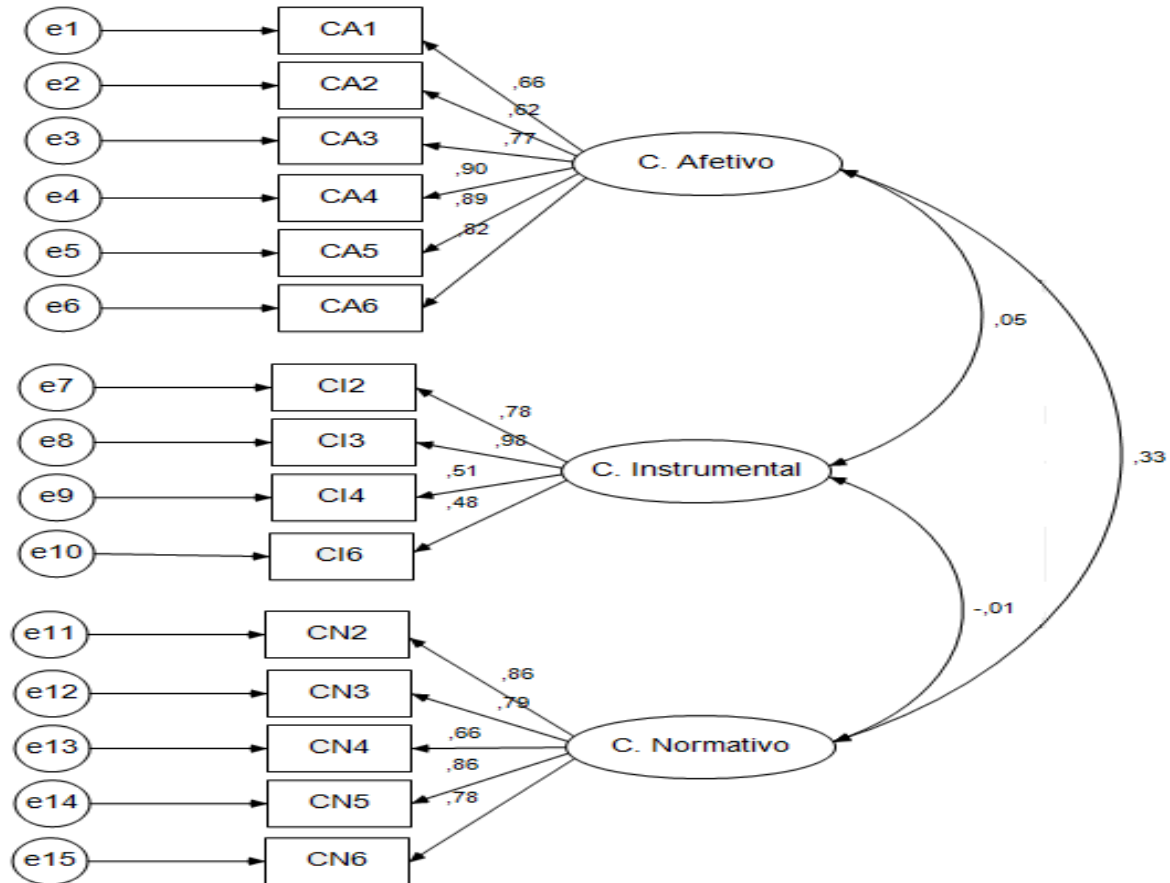 e1 CA1
,66
e2 CA2
,62
e3 CA3
,77
C. Afetivo
,90
e4 CA4
,89
,82
e5 CA5
e6 CA6
,05
e7 CI2
,78
e8 CI3
,98
C. Instrumental
,33
,51
e9 CI4
,48
e10 CI6
-,01
e11 CN2
,86
e12 CN3
,79
,66
e13 CN4
C. Normativo
,86
e14 CN5
,78
e15 CN6